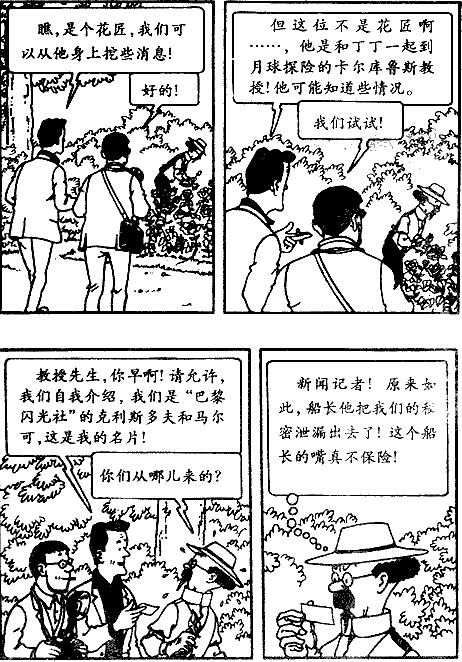 瞧，是个花匠，我们可
以从他身上挖些消息！
好的！
但这位不是花匠啊
……，他是和丁丁一起到
月球探险的卡尔库鲁斯教
授！他可能知道些情况。
我们试试！
教授先生，你早啊！请允许，
我们自我介绍，我们是“巴黎
闪光社”的克利斯多夫和马尔
可，这是我的名片！
你们从哪儿来的？
新闻记者！原来如
此，船长他把我们的秘
密泄漏出去了！这个船
长的嘴真不保险！